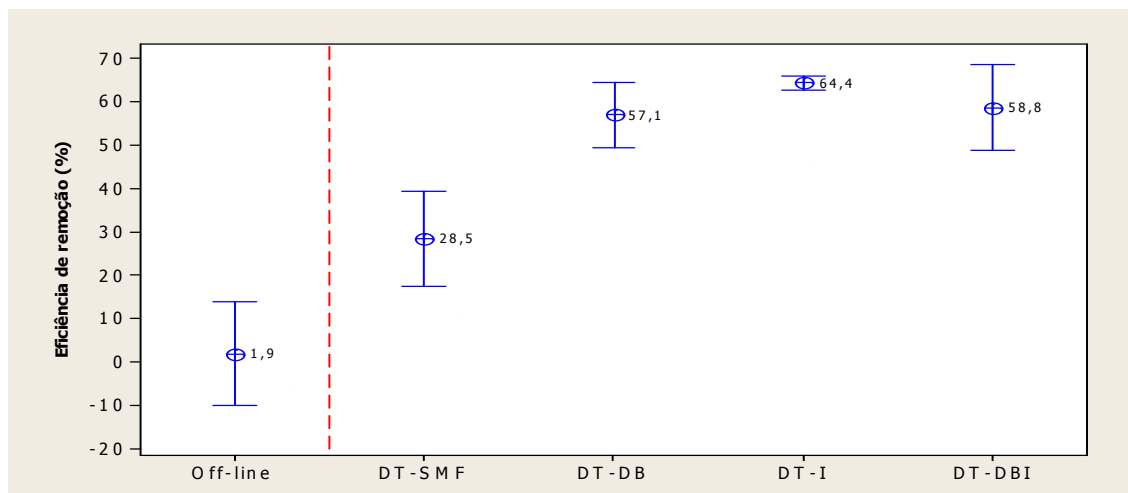 Eficiência de remoção (%)
70
60
50
40
30
20
10
0
-10
-20
1,9
28,5
57,1
64,4
58,8
Off-line
DT-SMF
DT-DB
DT-I
DT-DBI